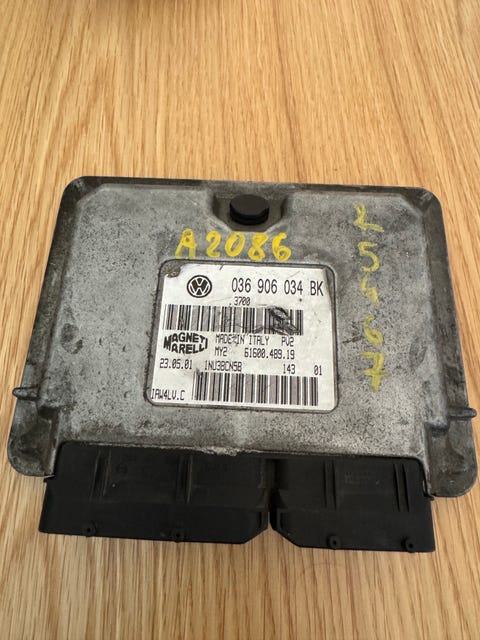 A2086
25467
036 906 034 BK
.3700
MAGNETI
MARELLI
MADE IN ITALY PV2
MY2 61600.489.19
23.05.01 1NU3BCN5B 143 01
IAW4LV.C